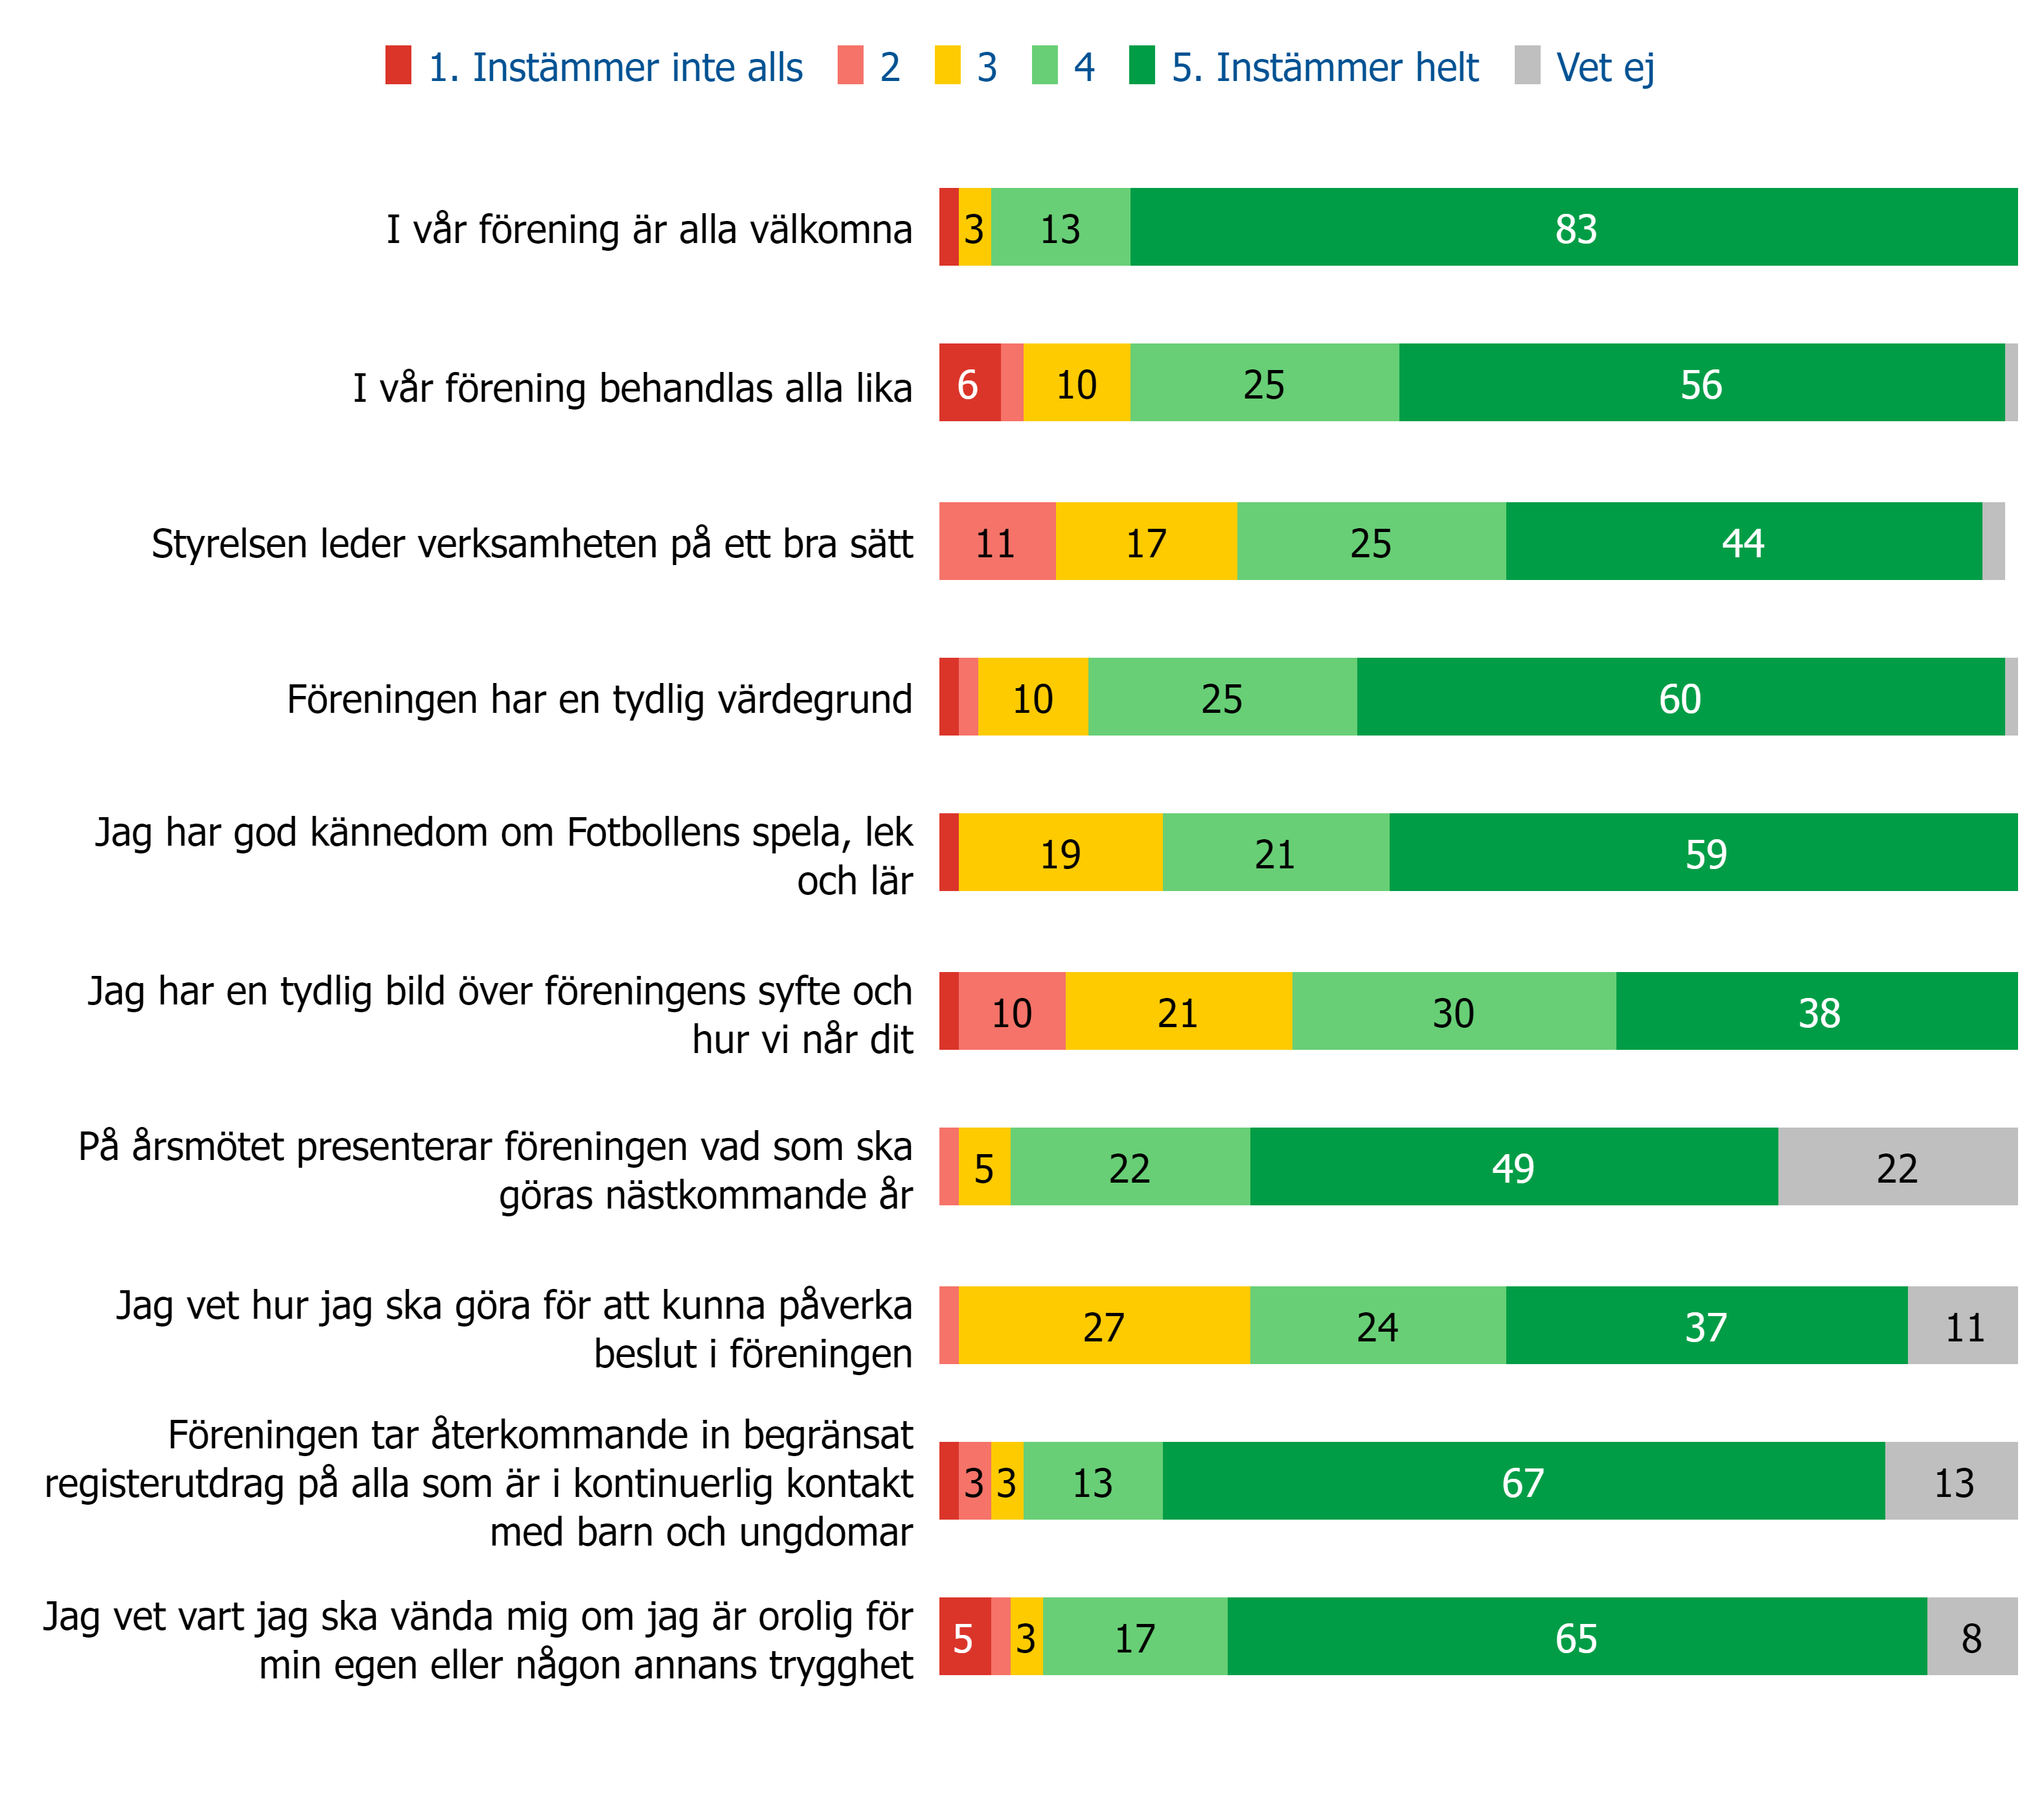 1. Instämmer inte alls 2 3 4 5. Instämmer helt Vet ej
I vår förening är alla välkomna 3 13 83
I vår förening behandlas alla lika 6 10 25 56
Styrelsen leder verksamheten på ett bra sätt 11 17 25 44
Föreningen har en tydlig värdegrund 10 25 60
Jag har god kännedom om Fotbollens spela, lek
och lär
19 21 59
Jag har en tydlig bild över föreningens syfte och
hur vi når dit
10 21 30 38
På årsmötet presenterar föreningen vad som ska
göras nästkommande år
5 22 49 22
Jag vet hur jag ska göra för att kunna påverka
beslut i föreningen
27 24 37 11
Föreningen tar återkommande in begränsat
registerutdrag på alla som är i kontinuerlig kontakt
med barn och ungdomar
3 3 13 67 13
Jag vet vart jag ska vända mig om jag är orolig för
min egen eller någon annans trygghet
5 3 17 65 8